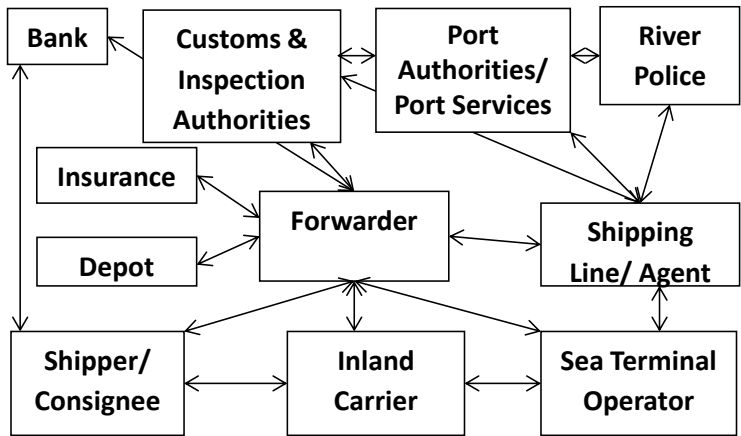 Bank
Customs &
Inspection
Authorities
Port
Authorities/
Port Services
River
Police
Insurance
Forwarder
Depot
Shipping
Line/ Agent
Shipper/
Consignee
Inland
Carrier
Sea Terminal
Operator